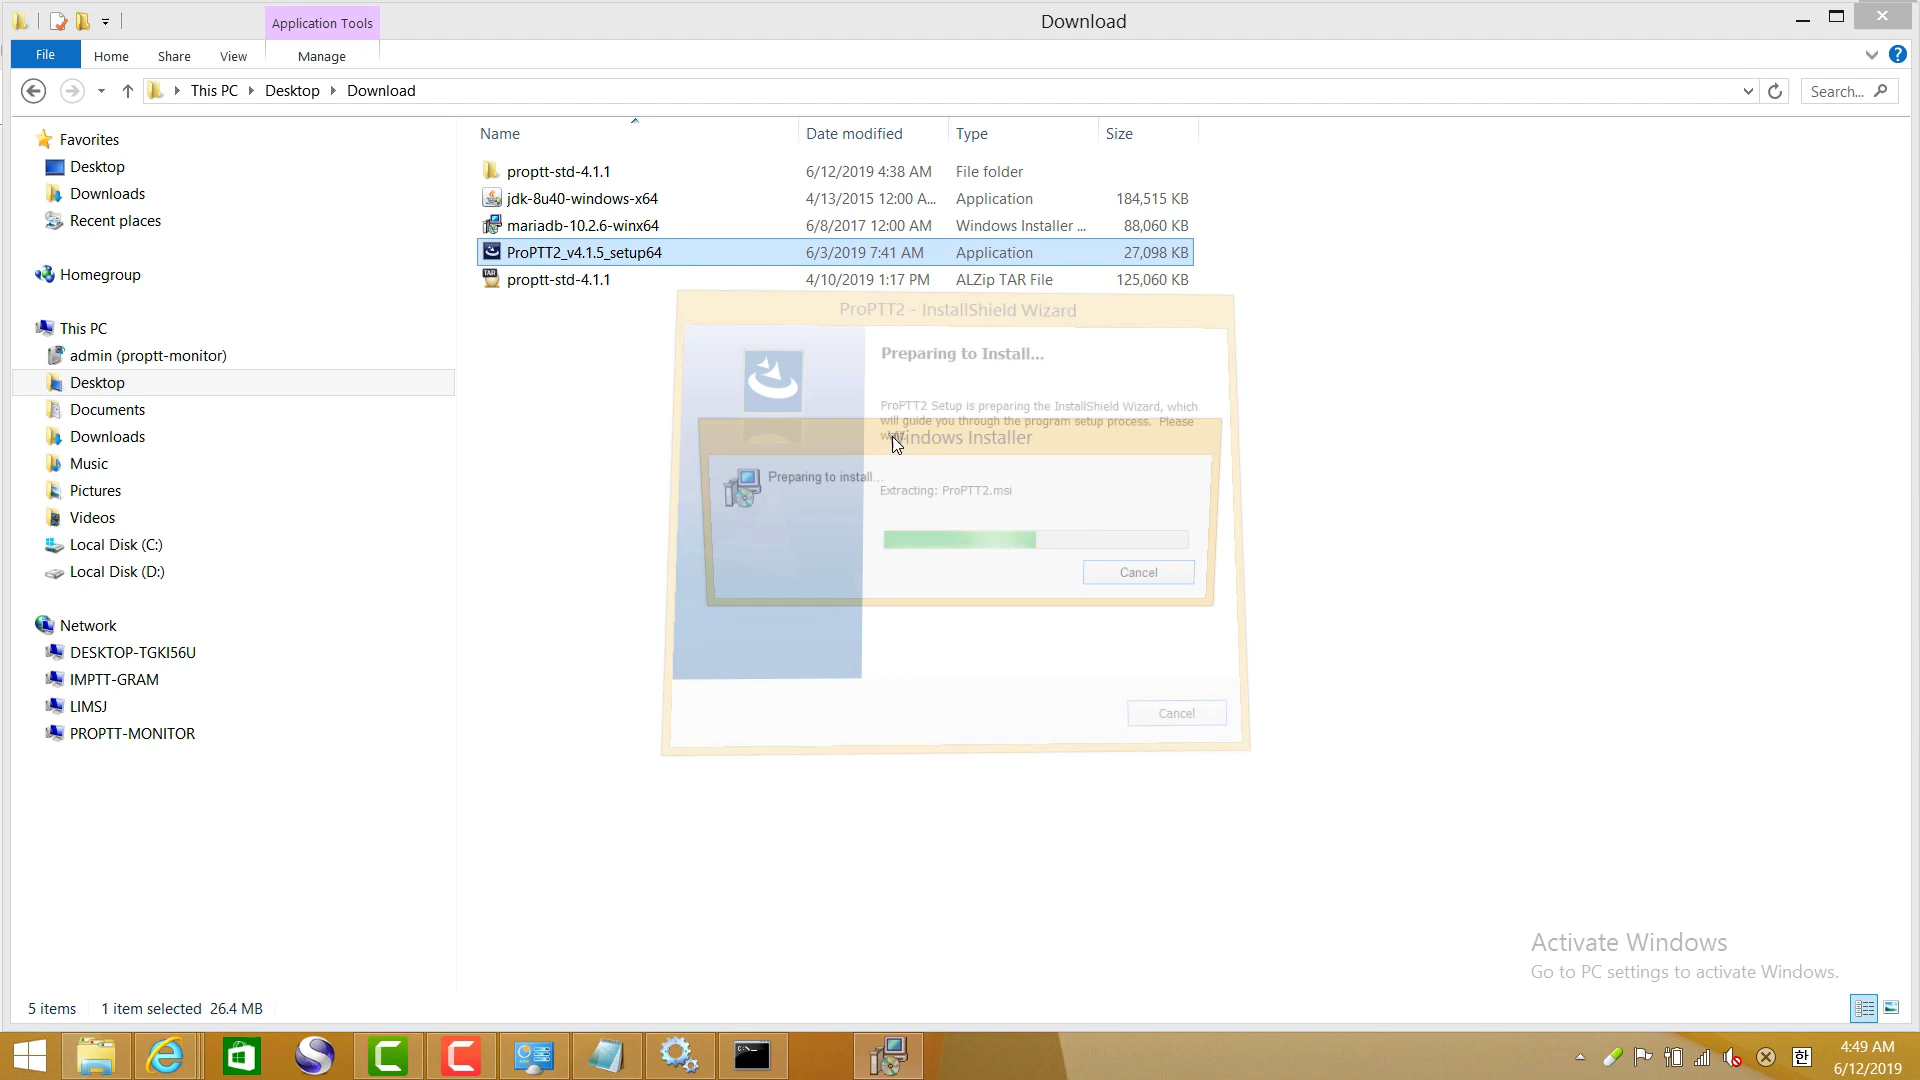 Application Tools
Download
File
Home
Share
View
Manage
This PC
Desktop
Download
Search...
Favorites
Desktop
Downloads
Recent places
Homegroup
This PC
admin (proptt-monitor)
Desktop
Documents
Downloads
Music
Pictures
Videos
Local Disk (C:)
Local Disk (D:)
Network
DESKTOP-TGKI56U
IMPTT-GRAM
LIMSJ
PROPTT-MONITOR
Name Date modified Type Size
proptt-std-4.1.1 6/12/2019 4:38 AM File folder
jdk-8u40-windows-x64 4/13/2015 12:00 A... Application 184,515 KB
mariadb-10.2.6-winx64 6/8/2017 12:00 AM Windows Installer ... 88,060 KB
ProPTT2_v4.1.5_setup64 6/3/2019 7:41 AM Application 27,098 KB
TAR
proptt-std-4.1.1 4/10/2019 1:17 PM ALZip TAR File 125,060 KB
ProPTT2 - InstallShield Wizard
Preparing to Install...
ProPTT2 Setup is preparing the InstallShield Wizard, which
will guide you through the program setup process. Please
Windows Installer
Preparing to install...
Extracting: ProPTT2.msi
Cancel
Cancel
Activate Windows
Go to PC settings to activate Windows.
5 items 1 item selected 26.4 MB
C:\_
한
4:49 AM
6/12/2019